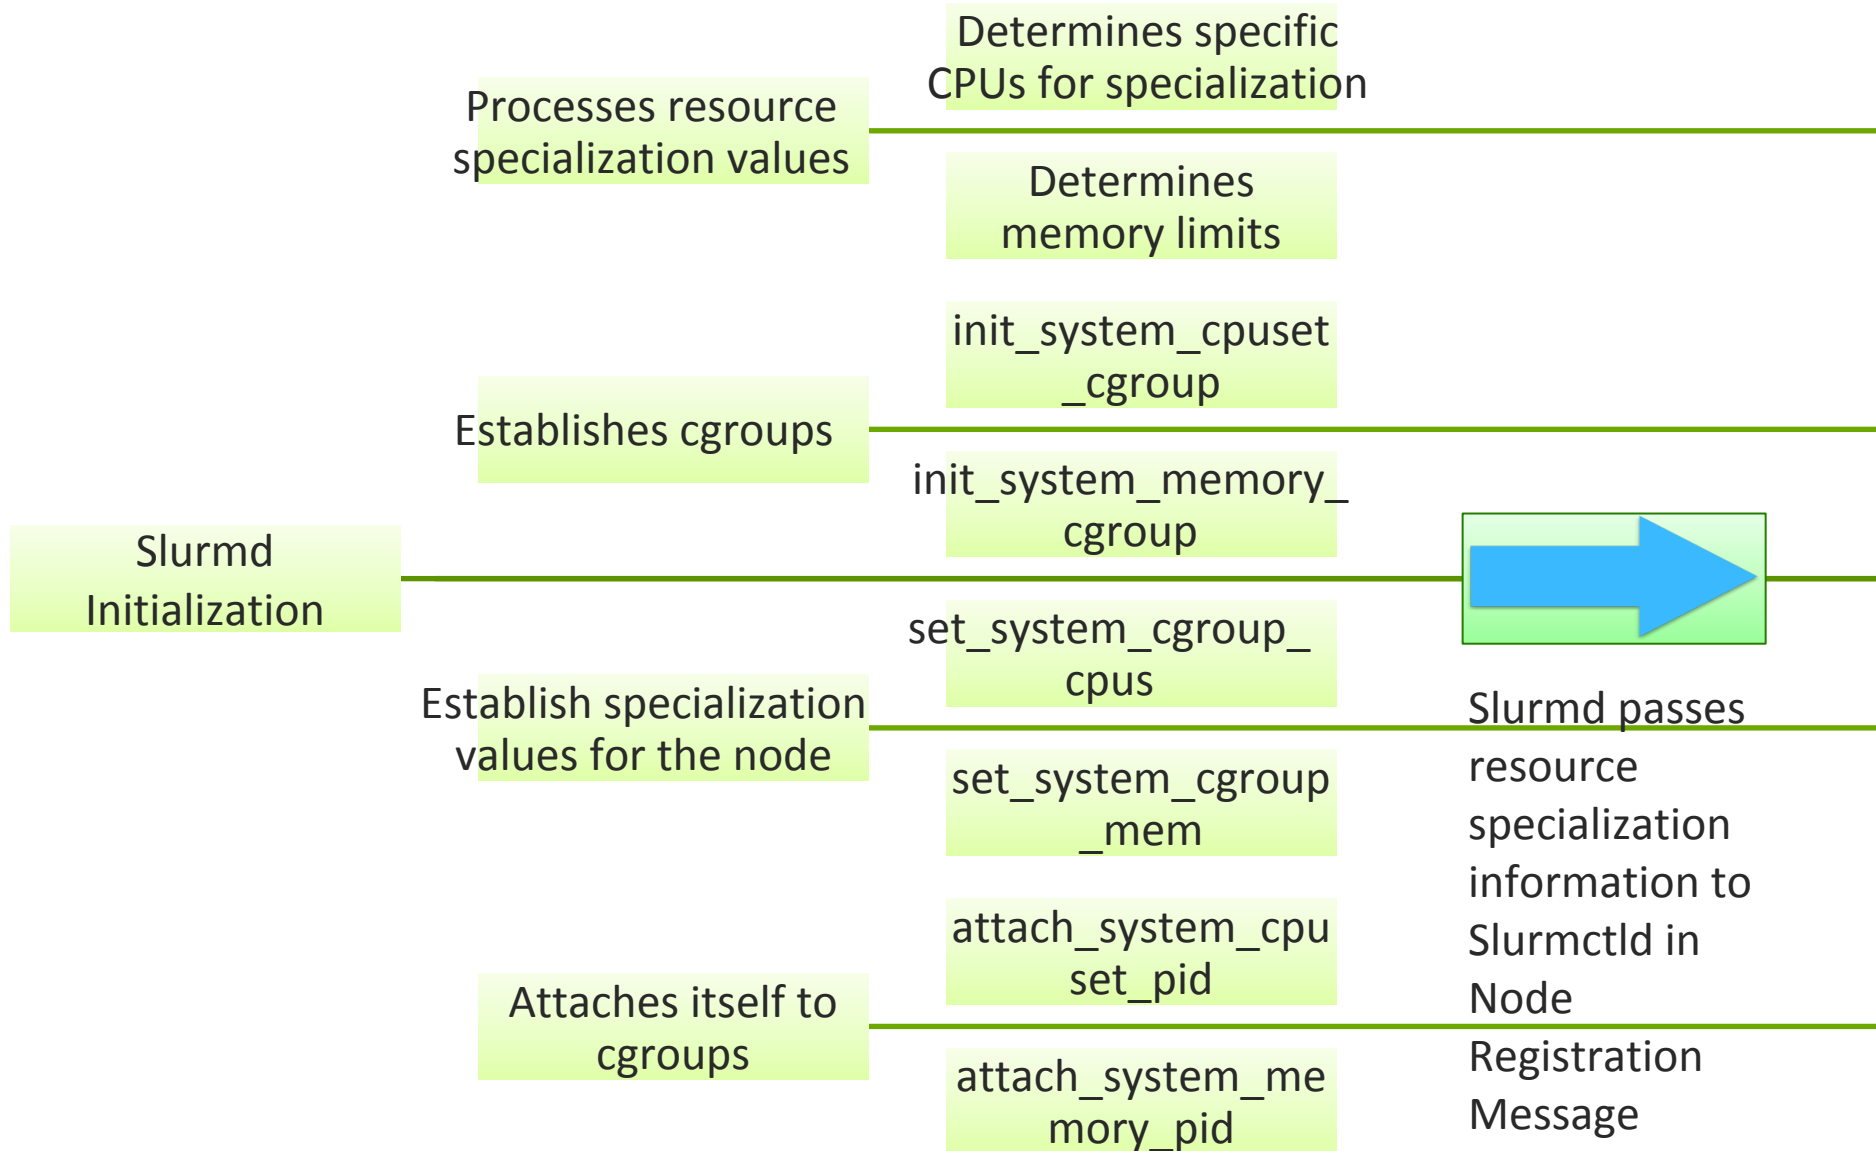 Slurmd
Initialization
Processes resource
specialization values
Determines specific
CPUs for specialization
Determines
memory limits
Establishes cgroups
init_system_cpuset
_cgroup
init_system_memory_
cgroup
Establish specialization
values for the node
set_system_cgroup_
cpus
set_system_cgroup
_mem
Attaches itself to
cgroups
attach_system_cpu
set_pid
attach_system_me
mory_pid
Slurmd passes
resource
specialization
information to
Slurmctld in
Node
Registration
Message